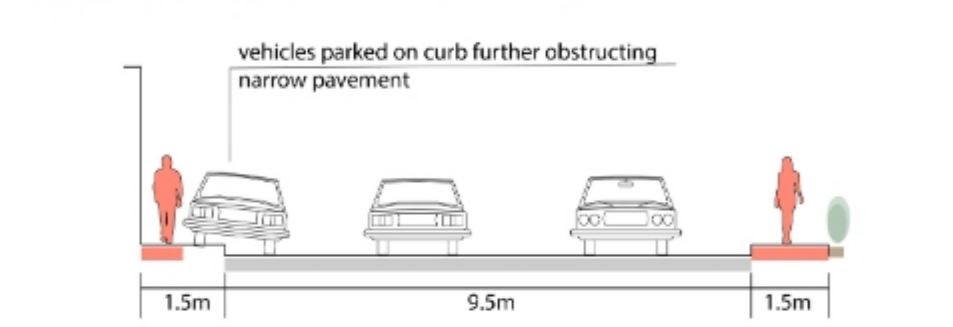 vehicles parked on curb further obstructing
narrow pavement
1.5m
9.5m
1.5m